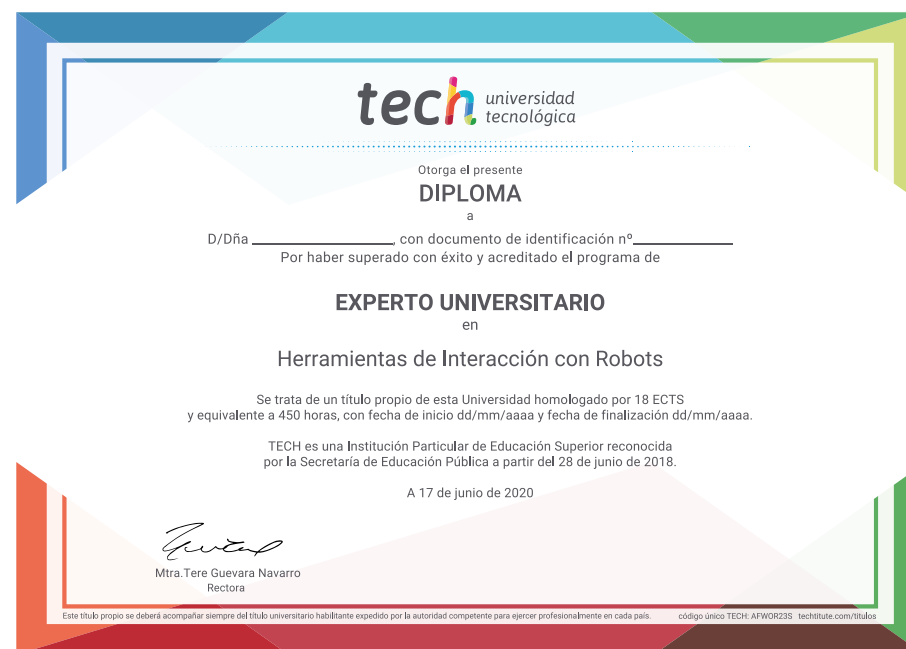 tech universidad
tecnológica
Otorga el presente
DIPLOMA
a
D/Dña ____________________, con documento de identificación nº______________
Por haber superado con éxito y acreditado el programa de
EXPERTO UNIVERSITARIO
en
Herramientas de Interacción con Robots
Se trata de un título propio de esta Universidad homologado por 18 ECTS
y equivalente a 450 horas, con fecha de inicio dd/mm/aaaa y fecha de finalización dd/mm/aaaa.
TECH es una Institución Particular de Educación Superior reconocida
por la Secretaría de Educación Pública a partir del 28 de junio de 2018.
A 17 de junio de 2020
Mtra.Tere Guevara Navarro
Rectora
Este título propio se deberá acompañar siempre del título universitario habilitante expedido por la autoridad competente para ejercer profesionalmente en cada país. código único TECH: AFWOR23S techtitute.com/titulos